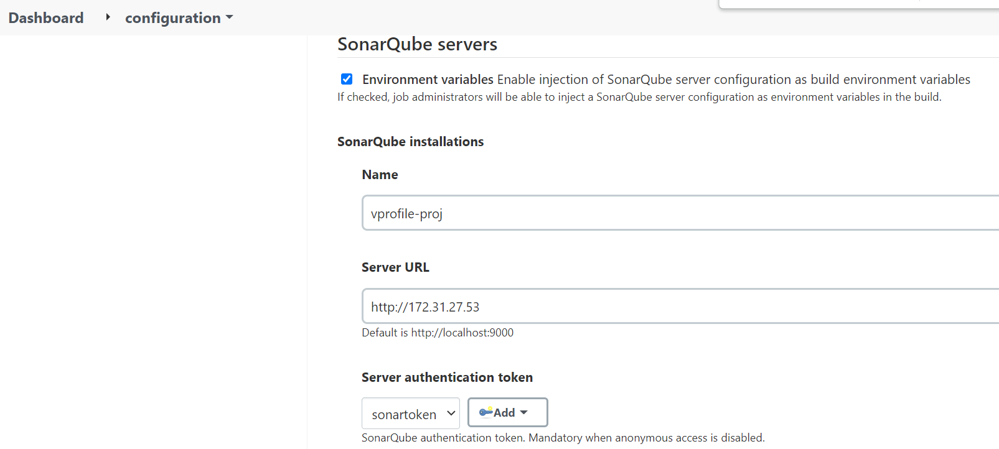 Dashboard configuration
SonarQube servers
Environment variables Enable injection of SonarQube server configuration as build environment variables
If checked, job administrators will be able to inject a SonarQube server configuration as environment variables in the build.
SonarQube installations
Name
vprofile-proj
Server URL
http://172.31.27.53
Default is http://localhost:9000
Server authentication token
sonartoken Add
SonarQube authentication token. Mandatory when anonymous access is disabled.